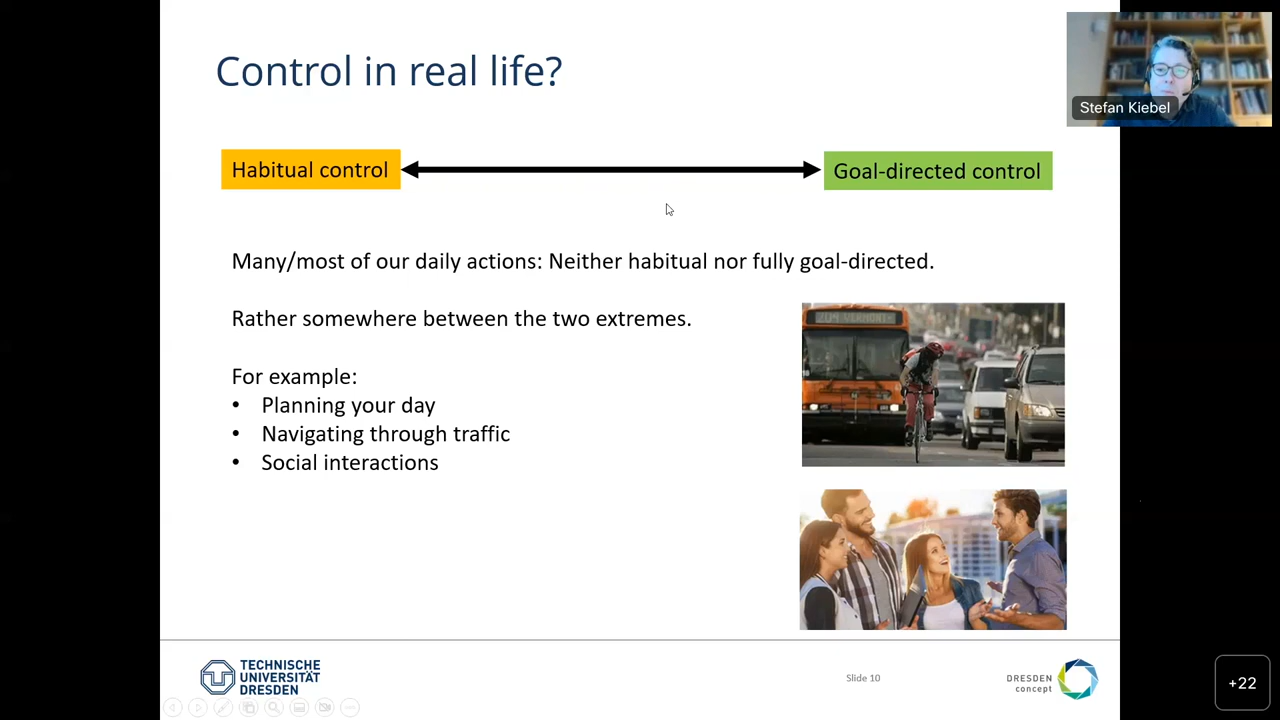 Control in real life?
Stefan Kiebel
Habitual control
Goal-directed control
Many/most of our daily actions: Neither habitual nor fully goal-directed.
Rather somewhere between the two extremes.
For example:
• Planning your day
• Navigating through traffic
• Social interactions
204 VERMONT
TECHNISCHE
UNIVERSITÄT
DRESDEN
Slide 10
DRESDEN
concept
+22